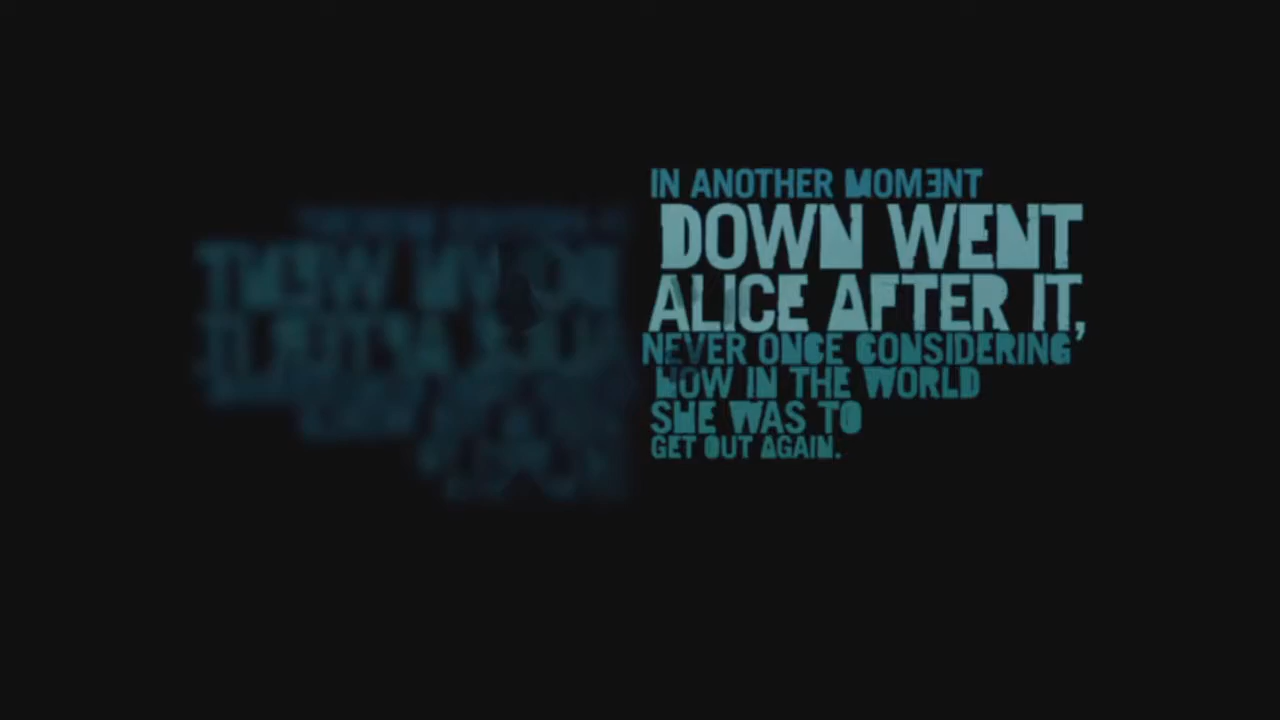 IN ANOTHER MOMENT
DOWN WENT
ALICE AFTER IT,
NEVER ONCE CONSIDERING
HOW IN THE WORLD
SHE WAS TO
GET OUT AGAIN.